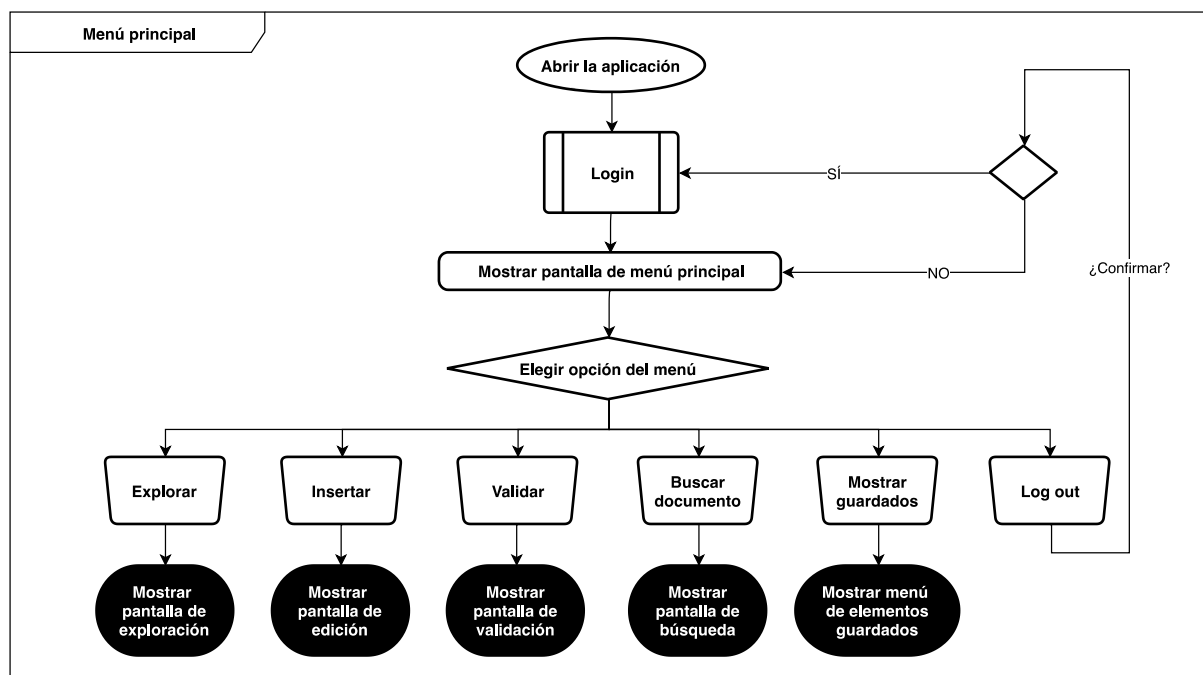 Menú principal
Abrir la aplicación
Login
SÍ
Mostrar pantalla de menú principal
NO
¿Confirmar?
Elegir opción del menú
Explorar
Insertar
Validar
Buscar
documento
Mostrar
guardados
Log out
Mostrar
pantalla de
exploración
Mostrar
pantalla de
edición
Mostrar
pantalla de
validación
Mostrar
pantalla de
búsqueda
Mostrar menú
de elementos
guardados